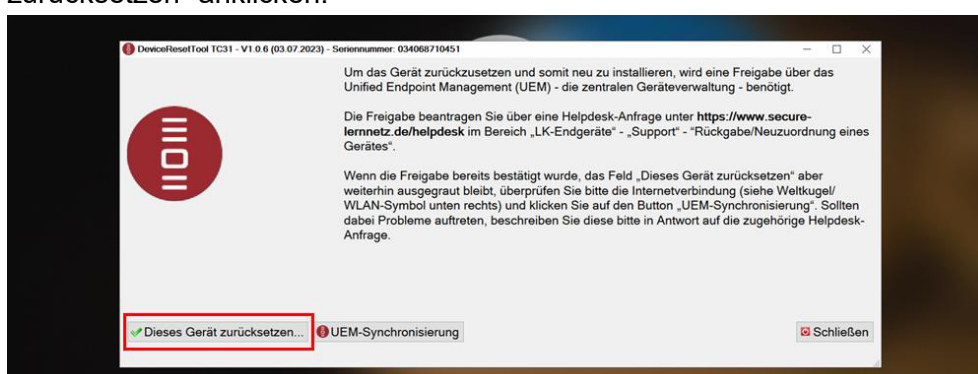 zurücksetzen“ anklicken.
DeviceResetTool TC31 - V1.0.6 (03.07.2023) - Seriennummer: 034068710451
Um das Gerät zurückzusetzen und somit neu zu installieren, wird eine Freigabe über das
Unified Endpoint Management (UEM) - die zentralen Geräteverwaltung - benötigt.
Die Freigabe beantragen Sie über eine Helpdesk-Anfrage unter https://www.secure-
lernnetz.de/helpdesk im Bereich „LK-Endgeräte“ - „Support“ - “Rückgabe/Neuzuordnung eines
Gerätes“.
Wenn die Freigabe bereits bestätigt wurde, das Feld „Dieses Gerät zurücksetzen“ aber
weiterhin ausgegraut bleibt, überprüfen Sie bitte die Internetverbindung (siehe Weltkugel/
WLAN-Symbol unten rechts) und klicken Sie auf den Button „UEM-Synchronisierung“. Sollten
dabei Probleme auftreten, beschreiben Sie diese bitte in Antwort auf die zugehörige Helpdesk-
Anfrage.
Dieses Gerät zurücksetzen... UEM-Synchronisierung Schließen